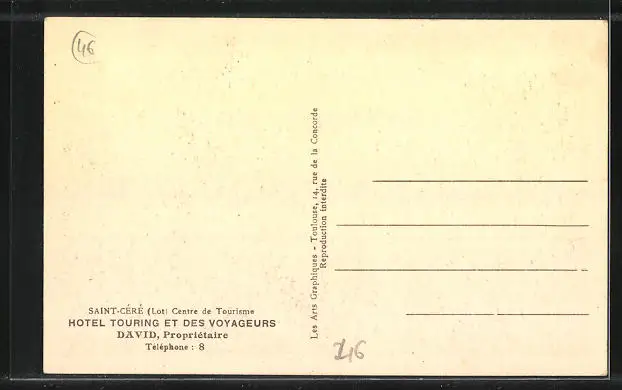 46
SAINT-CÉRÉ (Lot) Centre de Tourisme
HOTEL TOURING ET DES VOYAGEURS
DAVID, Propriétaire
Téléphone : 8
Les Arts Graphiques - Toulouse, 14, rue de la Concorde
Reproduction interdite